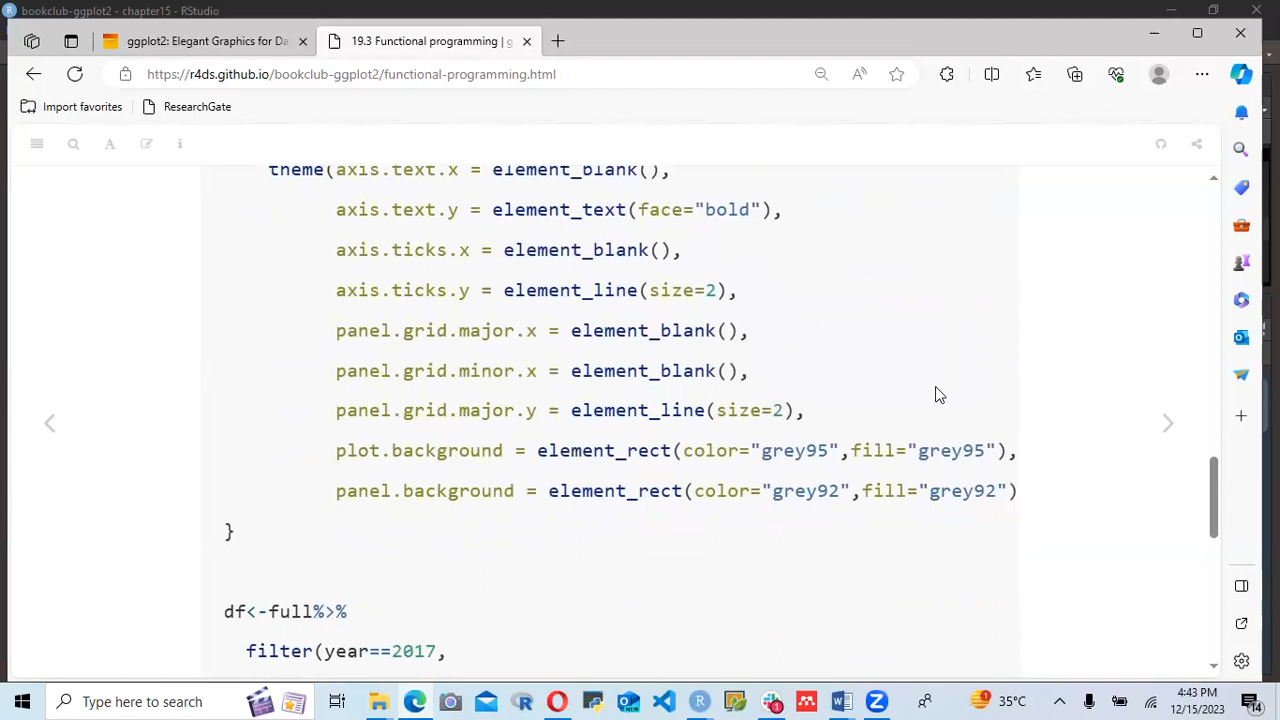 bookclub-ggplot2 - chapter15 - RStudio
ggplot2: Elegant Graphics for Da
19.3 Functional programming | g
https://r4ds.github.io/bookclub-ggplot2/functional-programming.html
Import favorites
ResearchGate
theme(axis.text.x = element_blank(),
axis.text.y = element_text(face="bold"),
axis.ticks.x = element_blank(),
axis.ticks.y = element_line(size=2),
panel.grid.major.x = element_blank(),
panel.grid.minor.x = element_blank(),
panel.grid.major.y = element_line(size=2),
plot.background = element_rect(color="grey95",fill="grey95"),
panel.background = element_rect(color="grey92",fill="grey92")
}
df<-full%>%
filter(year==2017,
Type here to search
35°C
4:43 PM
12/15/2023
14